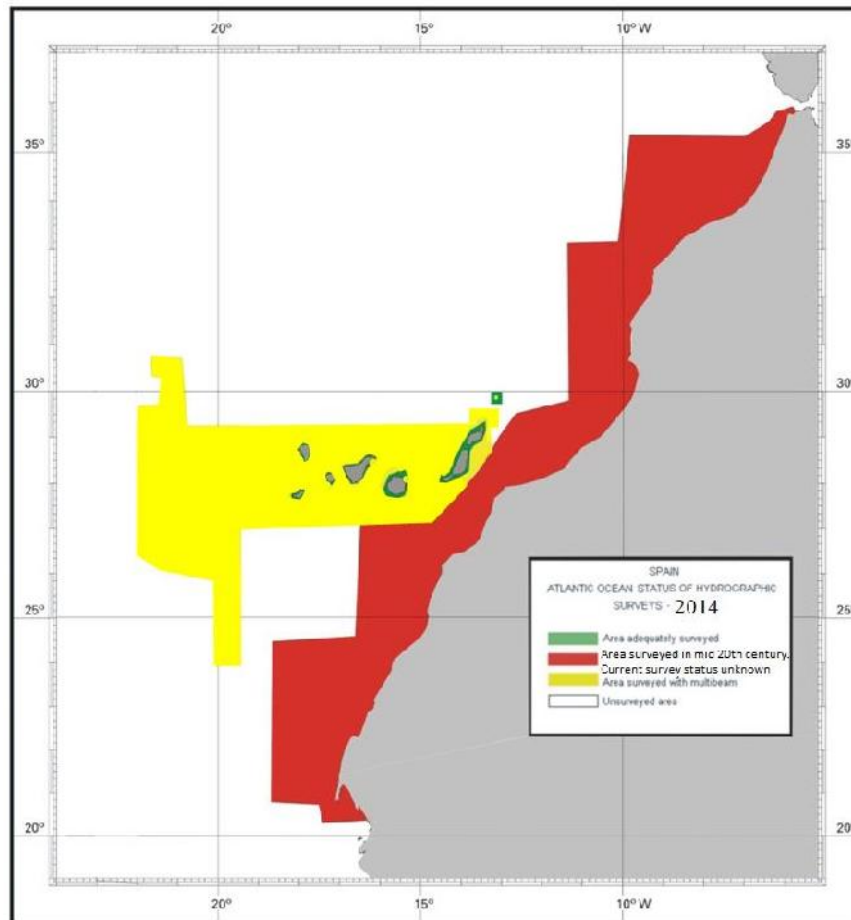 20°
15°
10° W
35°
35
30°
30
25°
25
20°
20
20°
15°
10° W
SPAIN
ATLANTIC OCEAN STATUS OF HYDROGRAPHIC
SURVEYS - 2014
Area adequately surveyed
Area surveyed in mid 20th century.
Current survey status unknown
Area surveyed with multibeam
Unsurveyed area